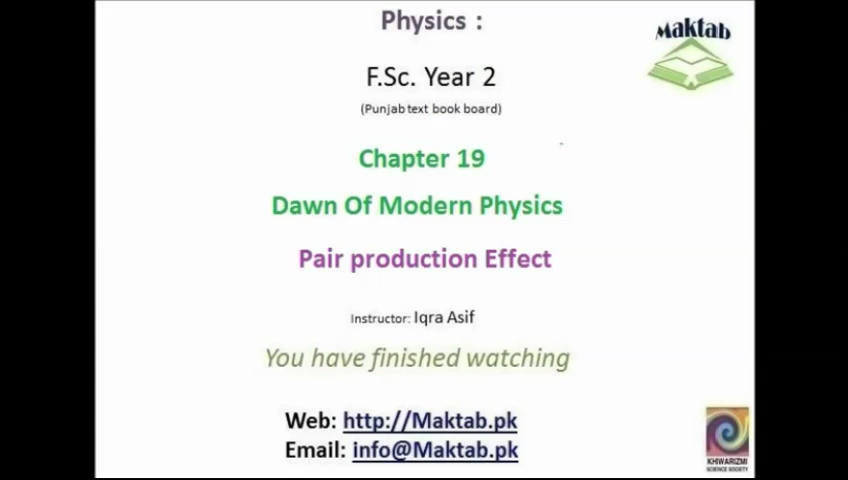 Physics :
Maktab
F.Sc. Year 2
(Punjab text book board)
Chapter 19
Dawn Of Modern Physics
Pair production Effect
Instructor: Iqra Asif
You have finished watching
Web: http://Maktab.pk
Email: info@Maktab.pk
KHWARIZMI
SCIENCE SOCIETY